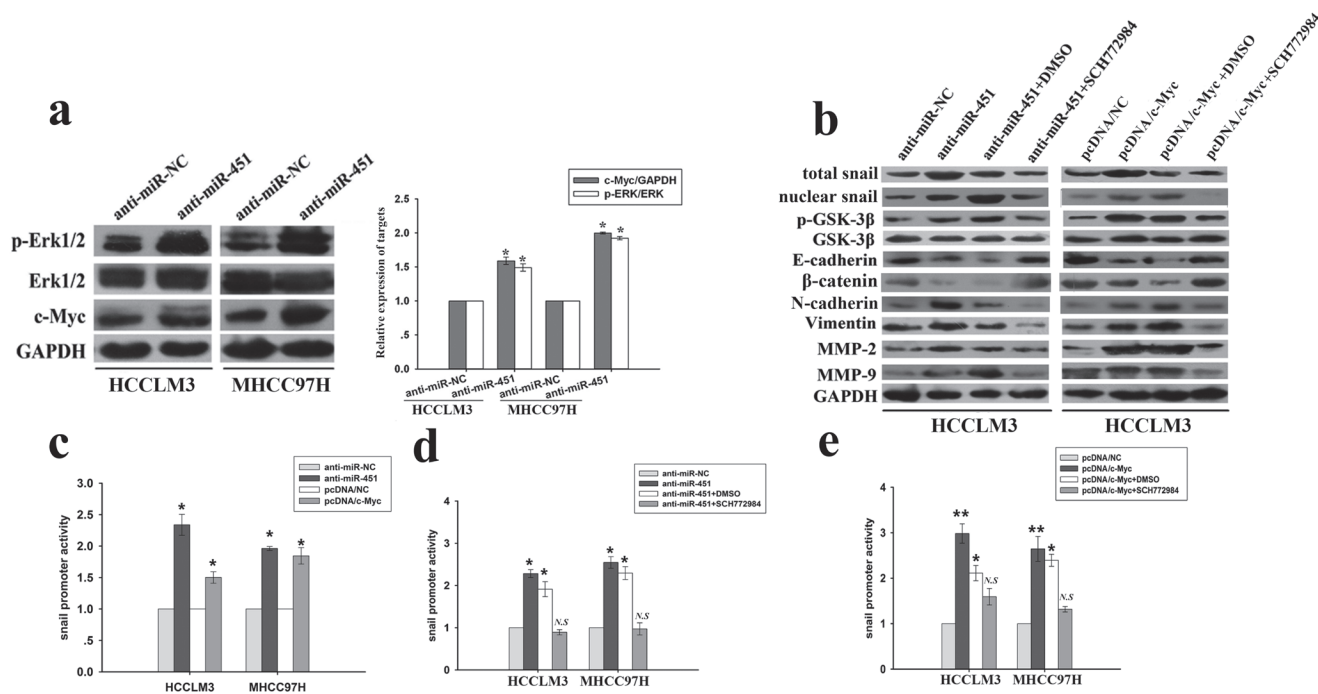 a
anti-miR-NC
anti-miR-451
anti-miR-NC
anti-miR-451
p-Erk1/2
Erk1/2
c-Myc
GAPDH
HCCLM3
MHCC97H
c-Myc/GAPDH
p-ERK/ERK
Relative expression of targets
2.5
2.0
1.5
1.0
.5
0.0
*
*
*
*
anti-miR-NC
anti-miR-451
anti-miR-NC
anti-miR-451
HCCLM3
MHCC97H
b
anti-miR-NC
anti-miR-451
anti-miR-451+DMSO
anti-miR-451+SCH772984
pcDNA/NC
pcDNA/c-Myc
pcDNA/c-Myc +DMSO
pcDNA/c-Myc+SCH772984
total snail
nuclear snail
p-GSK-3β
GSK-3β
E-cadherin
β-catenin
N-cadherin
Vimentin
MMP-2
MMP-9
GAPDH
HCCLM3
HCCLM3
c
anti-miR-NC
anti-miR-451
pcDNA/NC
pcDNA/c-Myc
snail promoter activity
3.0
2.5
2.0
1.5
1.0
.5
0.0
*
*
*
*
HCCLM3
MHCC97H
d
anti-miR-NC
anti-miR-451
anti-miR-451+DMSO
anti-miR-451+SCH772984
snail promoter activity
4
3
2
1
0
*
*
N.S
*
*
N.S
HCCLM3
MHCC97H
e
pcDNA/NC
pcDNA/c-Myc
pcDNA/c-Myc+DMSO
pcDNA/c-Myc+SCH772984
snail promoter activity
4
3
2
1
0
**
*
N.S
**
*
N.S
HCCLM3
MHCC97H